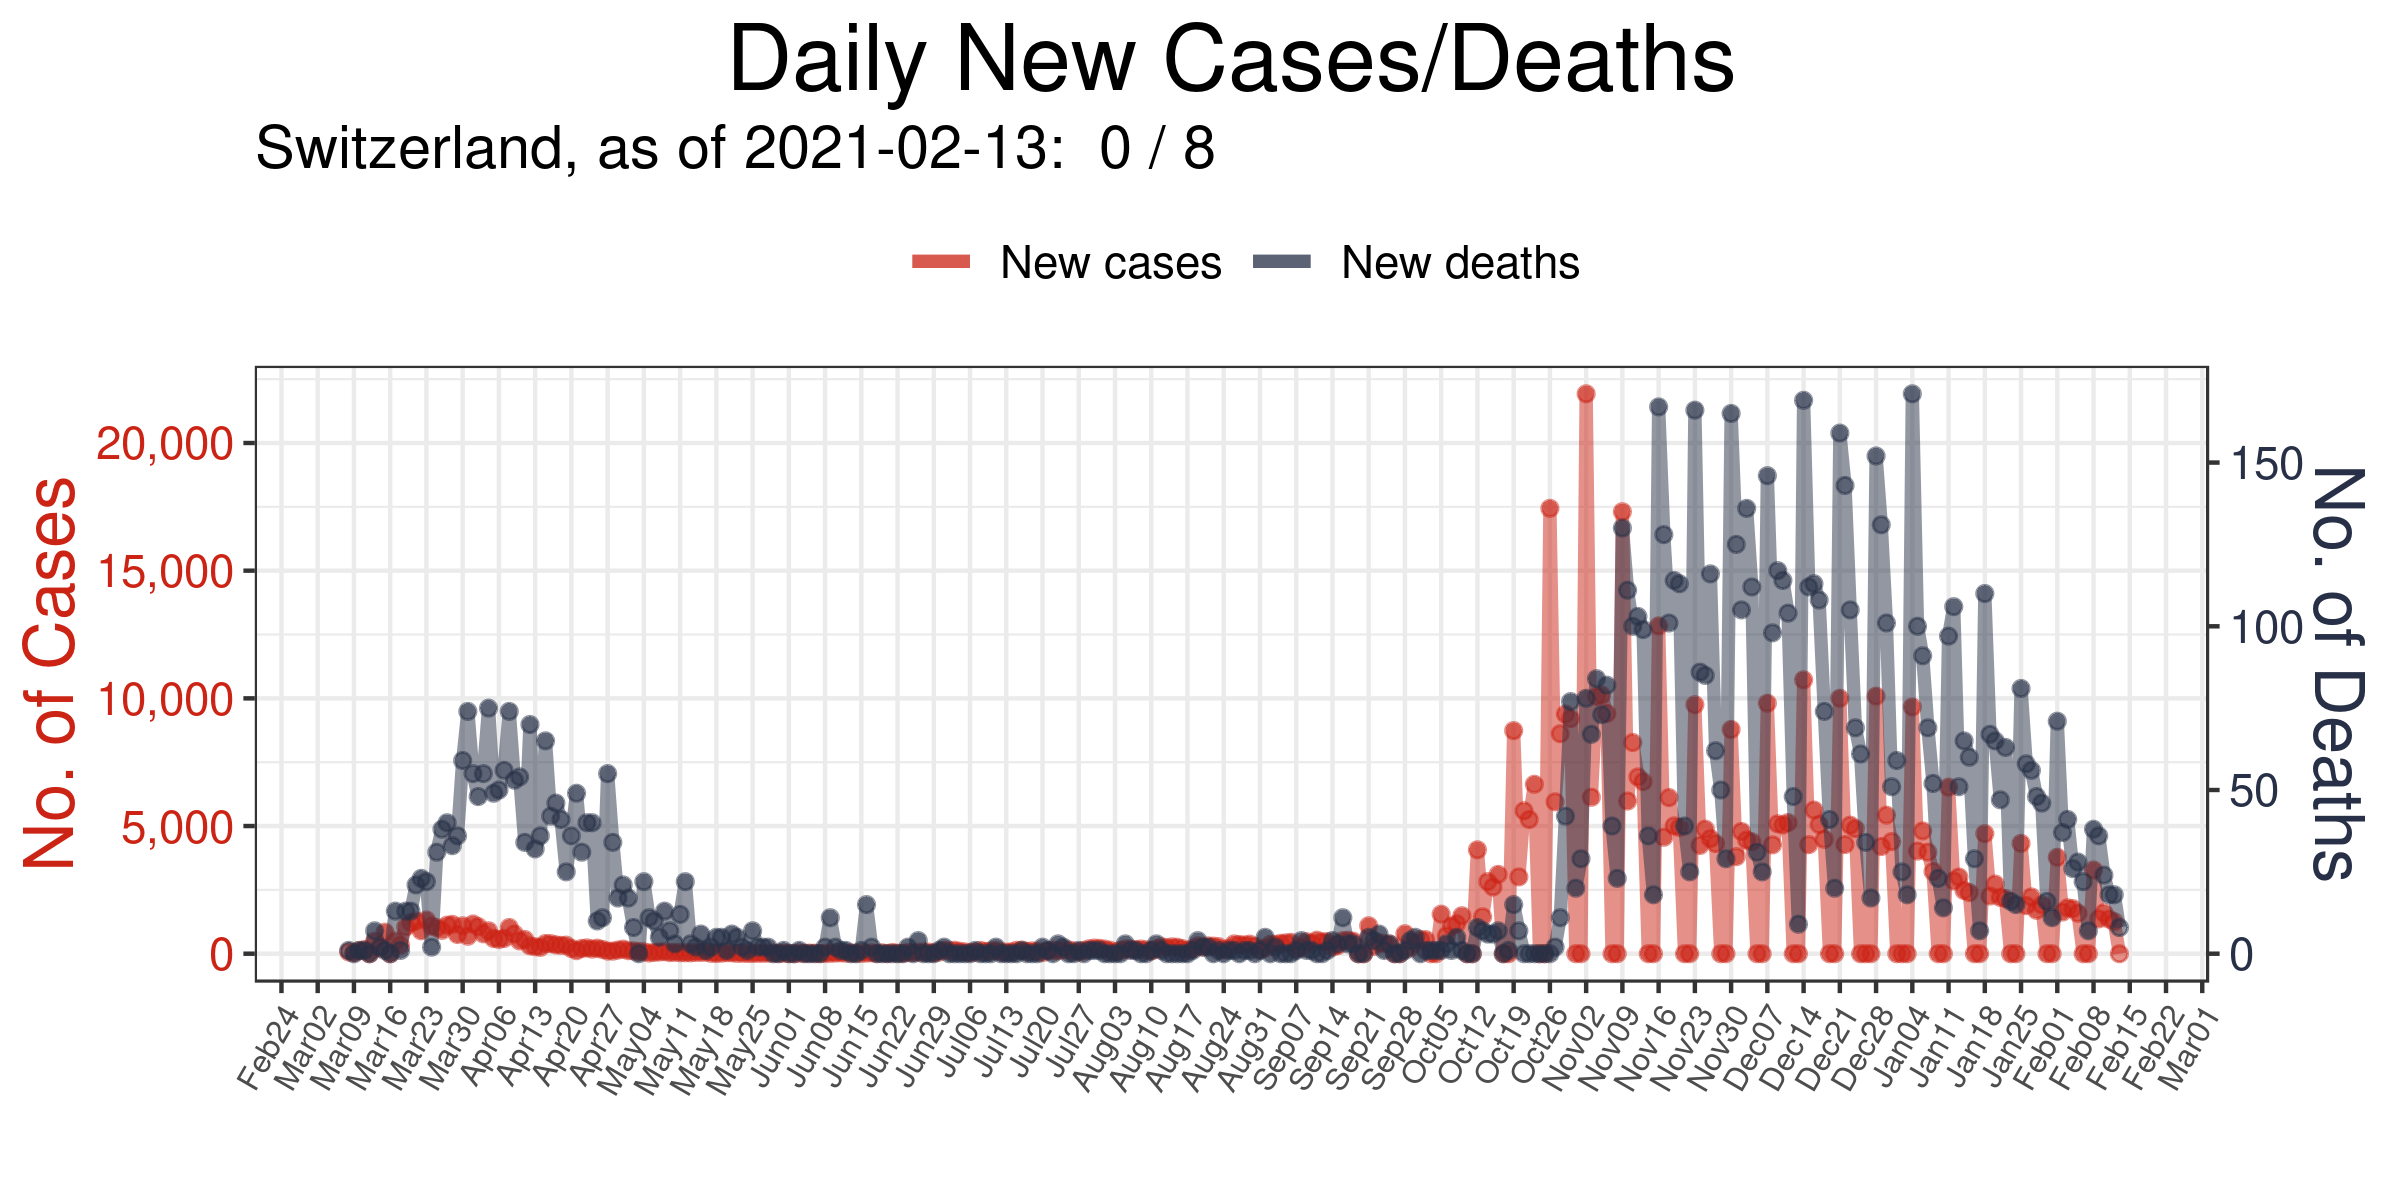 Daily New Cases/Deaths
Switzerland, as of 2021-02-13:  0 / 8
New cases New deaths
No. of Cases
20,000
15,000
10,000
5,000
0
150
100
50
0
No. of Deaths
Feb24 Mar02 Mar09 Mar16 Mar23 Mar30 Apr06 Apr13 Apr20 Apr27 May04 May11 May18 May25 Jun01 Jun08 Jun15 Jun22 Jun29 Jul06 Jul13 Jul20 Jul27 Aug03 Aug10 Aug17 Aug24 Aug31 Sep07 Sep14 Sep21 Sep28 Oct05 Oct12 Oct19 Oct26 Nov02 Nov09 Nov16 Nov23 Nov30 Dec07 Dec14 Dec21 Dec28 Dec04 Jan11 Jan18 Jan25 Jan01 Feb08 Feb15 Feb22 Mar01